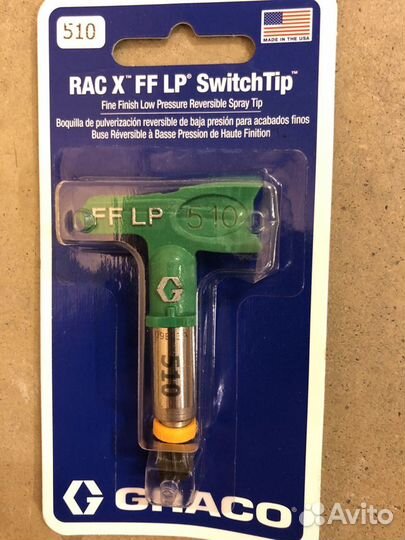 510
MADE IN THE USA
RAC X™ FF LP® SwitchTip™
Fine Finish Low Pressure Reversible Spray Tip
Boquilla de pulverización reversible de baja presión para acabados finos
Buse Réversible à Basse Pression de Haute Finition
FF LP 510
G
510
G GRACO
Avito